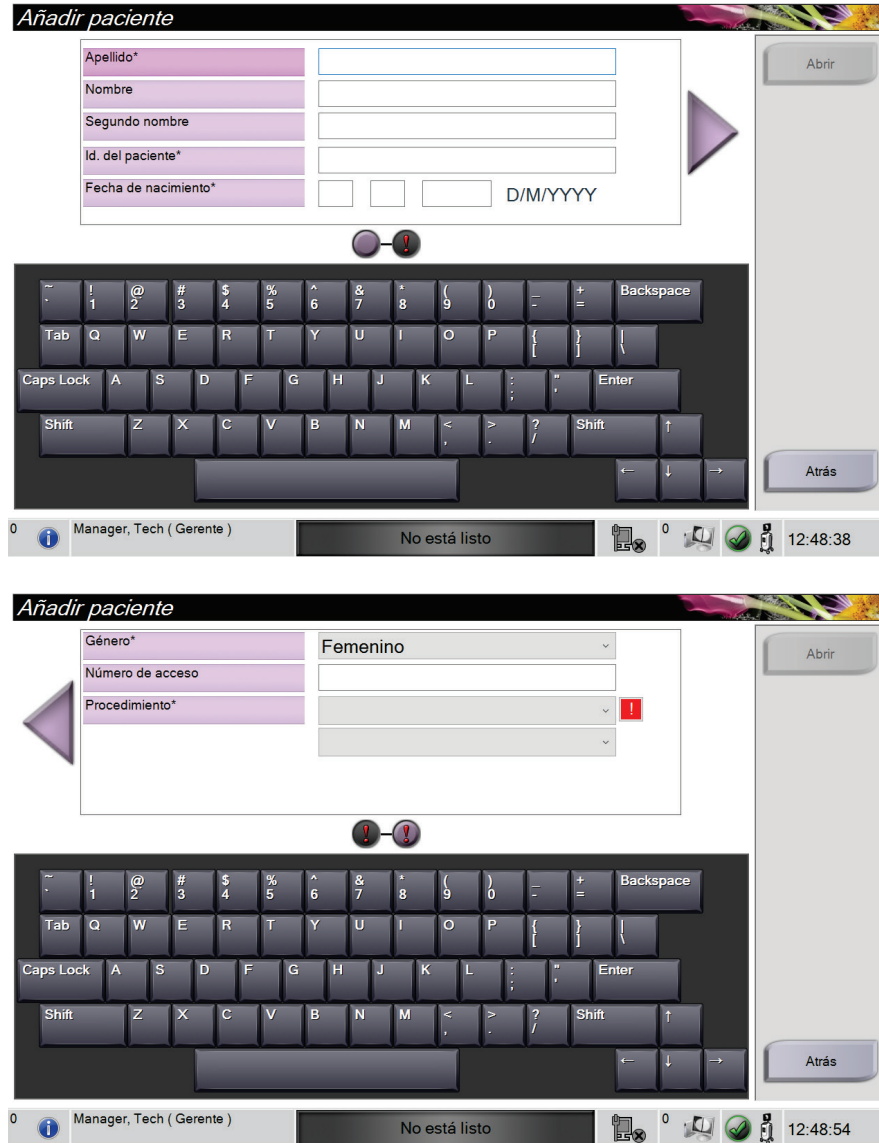 Añadir paciente
Apellido*
Abrir
Nombre
Segundo nombre
Id. del paciente*
Fecha de nacimiento* D/M/YYYY
~ ! @ # $ % ^ & * ( ) _ + Backspace
` 1 2 3 4 5 6 7 8 9 0 - =
Tab Q W E R T Y U I O P { } |
[ ] \
Caps Lock A S D F G H J K L : " Enter
; '
Shift Z X C V B N M < > ? Shift ↑
, . /
← ↓ →
Atrás
0 Manager, Tech ( Gerente ) No está listo 0 12:48:38
Añadir paciente
Género* Femenino
Abrir
Número de acceso
Procedimiento* !
~ ! @ # $ % ^ & * ( ) _ + Backspace
` 1 2 3 4 5 6 7 8 9 0 - =
Tab Q W E R T Y U I O P { } |
[ ] \
Caps Lock A S D F G H J K L : " Enter
; '
Shift Z X C V B N M < > ? Shift ↑
, . /
← ↓ →
Atrás
0 Manager, Tech ( Gerente ) No está listo 0 12:48:54